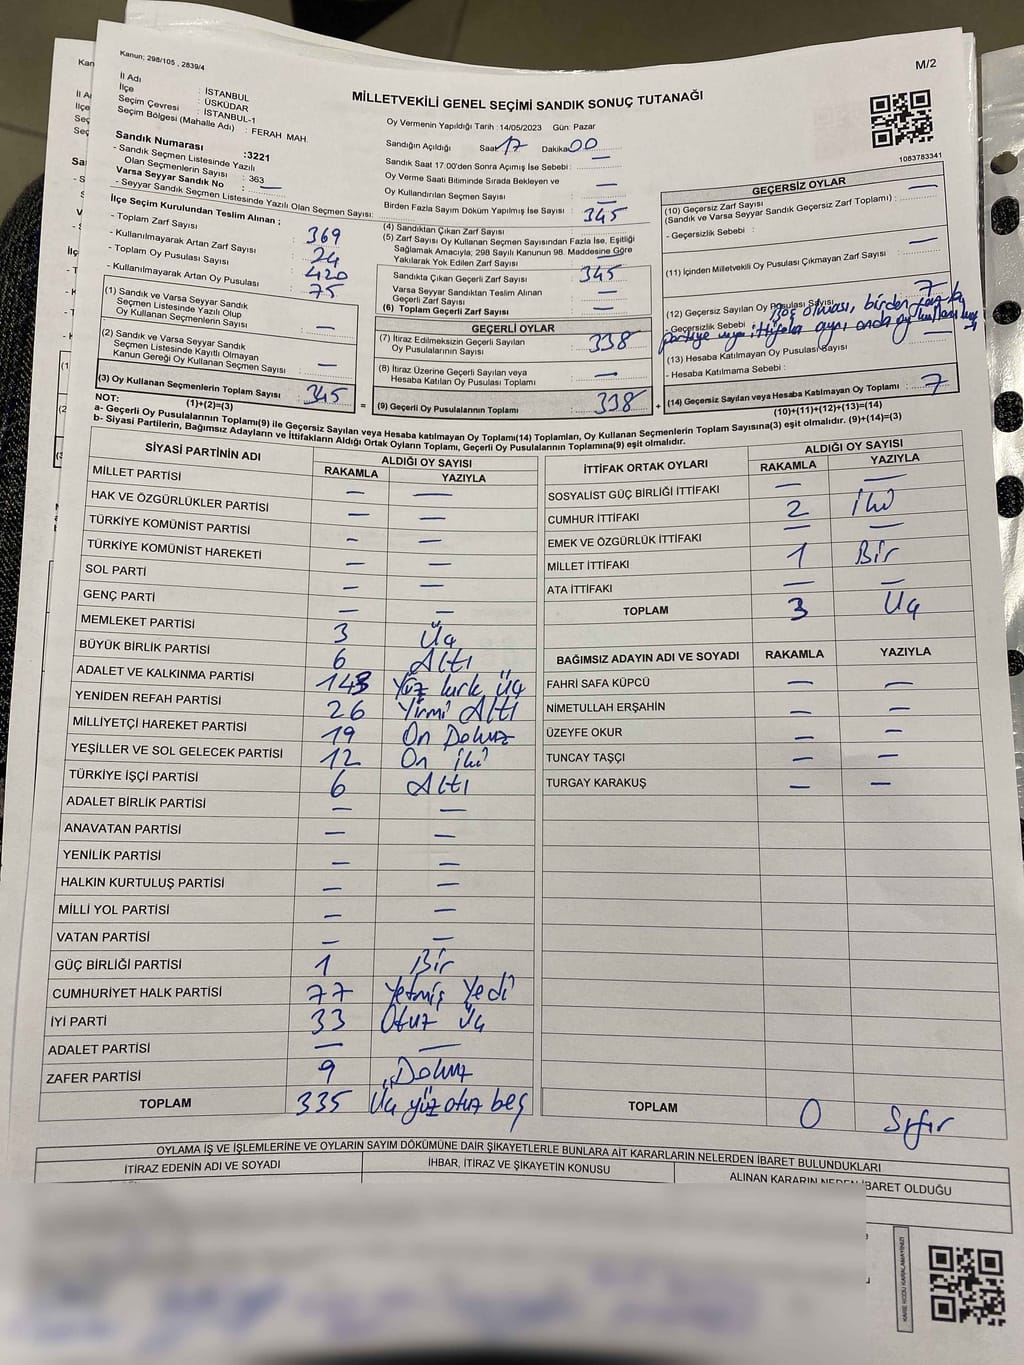 Kanun; 298/105 , 2839/4
M/2
İl Adı : İSTANBUL
İlçe : ÜSKÜDAR
Seçim Çevresi : İSTANBUL-1
Seçim Bölgesi (Mahalle Adı) : FERAH MAH.
MİLLETVEKİLİ GENEL SEÇİMİ SANDIK SONUÇ TUTANAĞI
1083783341
Sandık Numarası :3221
- Sandık Seçmen Listesinde Yazılı
Olan Seçmenlerin Sayısı : 363
Varsa Seyyar Sandık No : —
- Seyyar Sandık Seçmen Listesinde Yazılı Olan Seçmen Sayısı:
Oy Vermenin Yapıldığı Tarih :14/05/2023 Gün: Pazar
Sandığın Açıldığı Saat 17 Dakika 00
Sandık Saat 17.00'den Sonra Açımış İse Sebebi : —
Oy Verme Saati Bitiminde Sırada Bekleyen ve
Oy Kullandırılan Seçmen Sayısı : —
Birden Fazla Sayım Döküm Yapılmış İse Sayısı : —
İlçe Seçim Kurulundan Teslim Alınan ;
- Toplam Zarf Sayısı : 369
- Kullanılmayarak Artan Zarf Sayısı : 24
- Toplam Oy Pusulası Sayısı : 420
- Kullanılmayarak Artan Oy Pusulası : 75
(1) Sandık ve Varsa Seyyar Sandık
Seçmen Listesinde Yazılı Olup
Oy Kullanan Seçmenlerin Sayısı : —
(2) Sandık ve Varsa Seyyar Sandık
Seçmen Listesinde Kayıtlı Olmayan
Kanun Gereği Oy Kullanan Seçmen Sayısı : —
(3) Oy Kullanan Seçmenlerin Toplam Sayısı : 345
(1)+(2)=(3)
(4) Sandıktan Çıkan Zarf Sayısı : 345
(5) Zarf Sayısı Oy Kullanan Seçmen Sayısından Fazla İse, Eşitliği
Sağlamak Amacıyla; 298 Sayılı Kanunun 98. Maddesine Göre
Yakılarak Yok Edilen Zarf Sayısı : —
Sandıkta Çıkan Geçerli Zarf Sayısı : 345
Varsa Seyyar Sandıktan Teslim Alınan
Geçerli Zarf Sayısı : —
(6) Toplam Geçerli Zarf Sayısı : —
GEÇERLİ OYLAR
(7) İtiraz Edilmeksizin Geçerli Sayılan
Oy Pusulalarının Sayısı : 338
(8) İtiraz Üzerine Geçerli Sayılan veya
Hesaba Katılan Oy Pusulası Toplamı : —
(9) Geçerli Oy Pusulalarının Toplamı : 338
GEÇERSİZ OYLAR
(10) Geçersiz Zarf Sayısı : —
(Sandık ve Varsa Seyyar Sandık Geçersiz Zarf Toplamı) :
- Geçersizlik Sebebi : —
(11) İçinden Milletvekili Oy Pusulası Çıkmayan Zarf Sayısı : —
(12) Geçersiz Sayılan Oy Pusulası Sayısı : 7
- Geçersizlik Sebebi : Boş olması, birden fazla
partiye veya ittifaka aynı anda oy
(13) Hesaba Katılmayan Oy Pusulası Sayısı
- Hesaba Katılmama Sebebi :
(14) Geçersiz Sayılan veya Hesaba Katılmayan Oy Toplamı : 7
(10)+(11)+(12)+(13)=(14)
NOT:
a- Geçerli Oy Pusulalarının Toplamı(9) ile Geçersiz Sayılan veya Hesaba katılmayan Oy Toplamı(14) Toplamları, Oy Kullanan Seçmenlerin Toplam Sayısına(3) eşit olmalıdır. (9)+(14)=(3)
b- Siyasi Partilerin, Bağımsız Adayların ve İttifakların Aldığı Ortak Oyların Toplamı, Geçerli Oy Pusulalarının Toplamına(9) eşit olmalıdır.
SİYASİ PARTİNİN ADI ALDIĞI OY SAYISI
RAKAMLA YAZIYLA
MİLLET PARTİSİ — —
HAK VE ÖZGÜRLÜKLER PARTİSİ — —
TÜRKİYE KOMÜNİST PARTİSİ — —
TÜRKİYE KOMÜNİST HAREKETİ — —
SOL PARTİ — —
GENÇ PARTİ — —
MEMLEKET PARTİSİ 3 Üç
BÜYÜK BİRLİK PARTİSİ 6 Altı
ADALET VE KALKINMA PARTİSİ 143 Yüz kırk üç
YENİDEN REFAH PARTİSİ 26 Yirmi Altı
MİLLİYETÇİ HAREKET PARTİSİ 19 On Dokuz
YEŞİLLER VE SOL GELECEK PARTİSİ 12 On iki
TÜRKİYE İŞÇİ PARTİSİ 6 Altı
ADALET BİRLİK PARTİSİ — —
ANAVATAN PARTİSİ — —
YENİLİK PARTİSİ — —
HALKIN KURTULUŞ PARTİSİ — —
MİLLİ YOL PARTİSİ — —
VATAN PARTİSİ — —
GÜÇ BİRLİĞİ PARTİSİ 1 Bir
CUMHURİYET HALK PARTİSİ 77 Yetmiş Yedi
İYİ PARTİ 33 Otuz Üç
ADALET PARTİSİ — —
ZAFER PARTİSİ 9 Dokuz
TOPLAM 335 Üç yüz otuz beş
İTTİFAK ORTAK OYLARI ALDIĞI OY SAYISI
RAKAMLA YAZIYLA
SOSYALİST GÜÇ BİRLİĞİ İTTİFAKI — —
CUMHUR İTTİFAKI 2 İki
EMEK VE ÖZGÜRLÜK İTTİFAKI — —
MİLLET İTTİFAKI 1 Bir
ATA İTTİFAKI — —
TOPLAM 3 Üç
BAĞIMSIZ ADAYIN ADI VE SOYADI RAKAMLA YAZIYLA
FAHRİ SAFA KÜPCÜ — —
NİMETULLAH ERŞAHİN — —
ÜZEYFE OKUR — —
TUNCAY TAŞÇI — —
TURGAY KARAKUŞ — —
TOPLAM 0 Sıfır
OYLAMA İŞ VE İŞLEMLERİNE VE OYLARIN SAYIM DÖKÜMÜNE DAİR ŞİKAYETLERLE BUNLARA AİT KARARLARIN NELERDEN İBARET BULUNDUKLARI
İTİRAZ EDENİN ADI VE SOYADI İHBAR, İTİRAZ VE ŞİKAYETİN KONUSU ALINAN KARARIN NEDEN İBARET OLDUĞU
KARE KODU KARALAMAYINIZ!